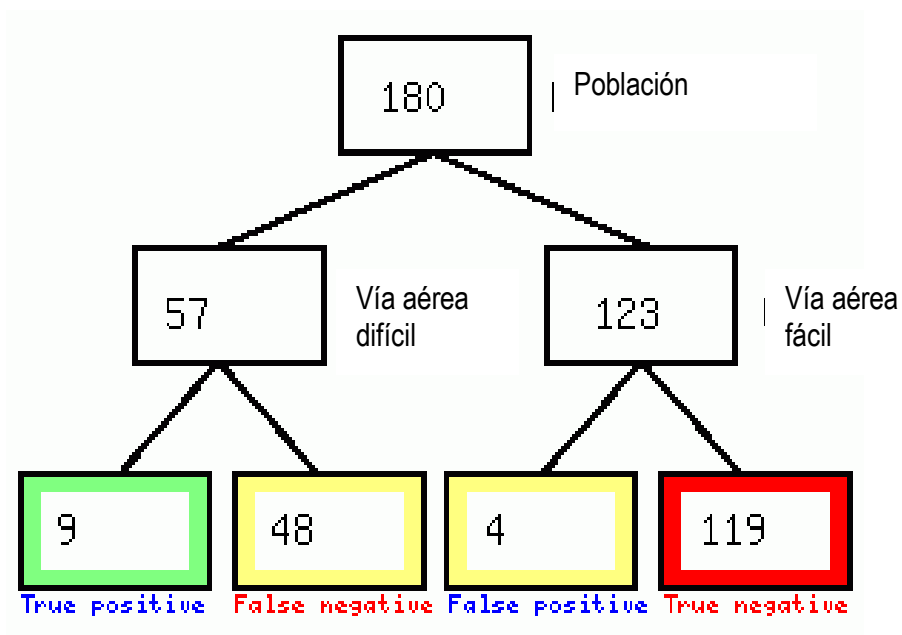 180
Población
57
Vía aérea
difícil
123
Vía aérea
fácil
9
48
4
119
True positive
False negative
False positive
True negative